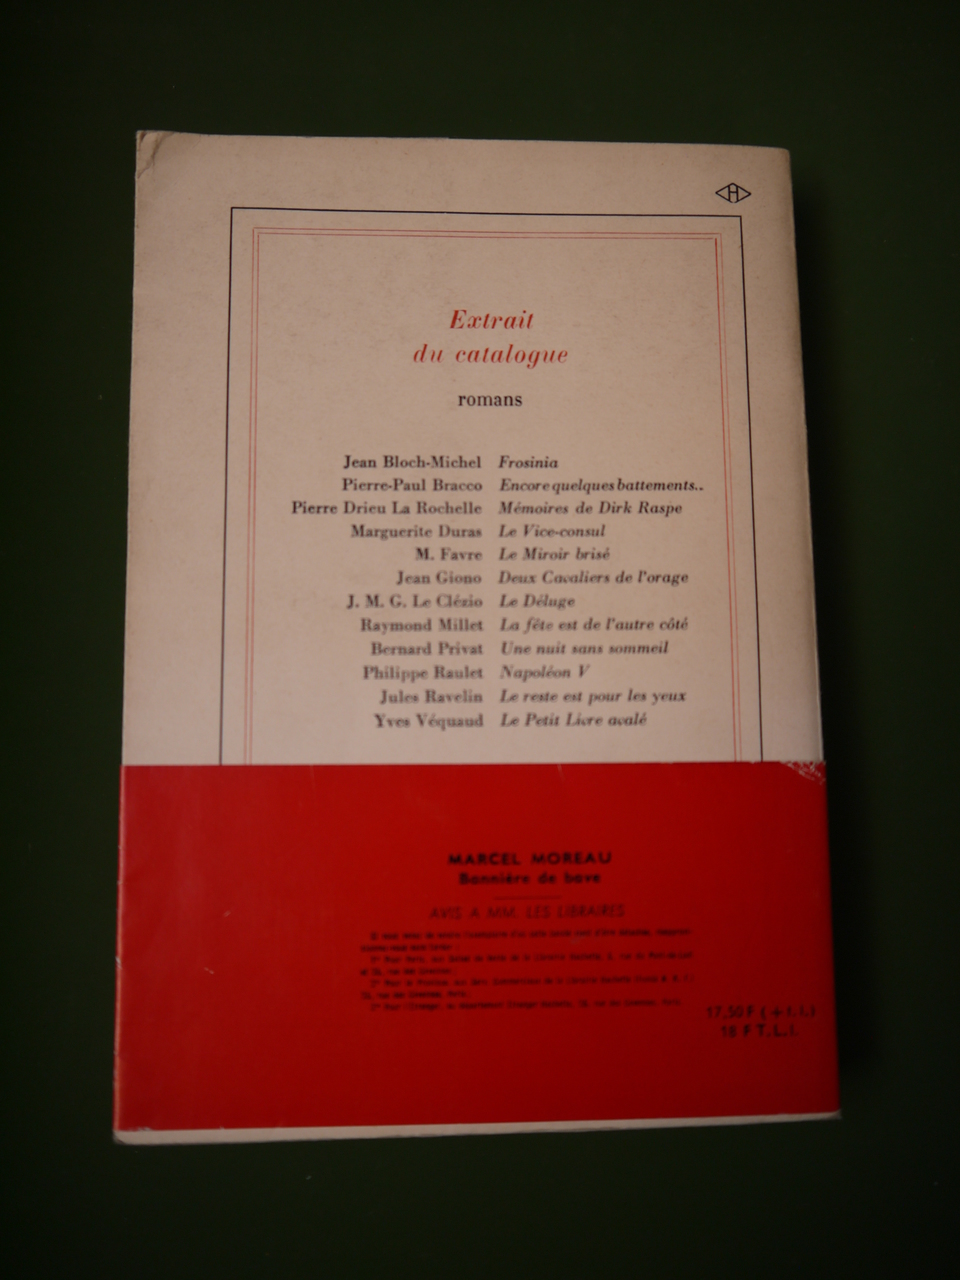 H
Extrait
du catalogue
romans
Jean Bloch-Michel Frosinia
Pierre-Paul Bracco Encore quelques battements..
Pierre Drieu La Rochelle Mémoires de Dirk Raspe
Marguerite Duras Le Vice-consul
M. Favre Le Miroir brisé
Jean Giono Deux Cavaliers de l'orage
J. M. G. Le Clézio Le Déluge
Raymond Millet La fête est de l'autre côté
Bernard Privat Une nuit sans sommeil
Philippe Raulet Napoléon V
Jules Ravelin Le reste est pour les yeux
Yves Véquaud Le Petit Livre avalé
MARCEL MOREAU
Bannière de bave
AVIS A MM. LES LIBRAIRES
17,50 F (+ t. l.)
18 F T.L.I.